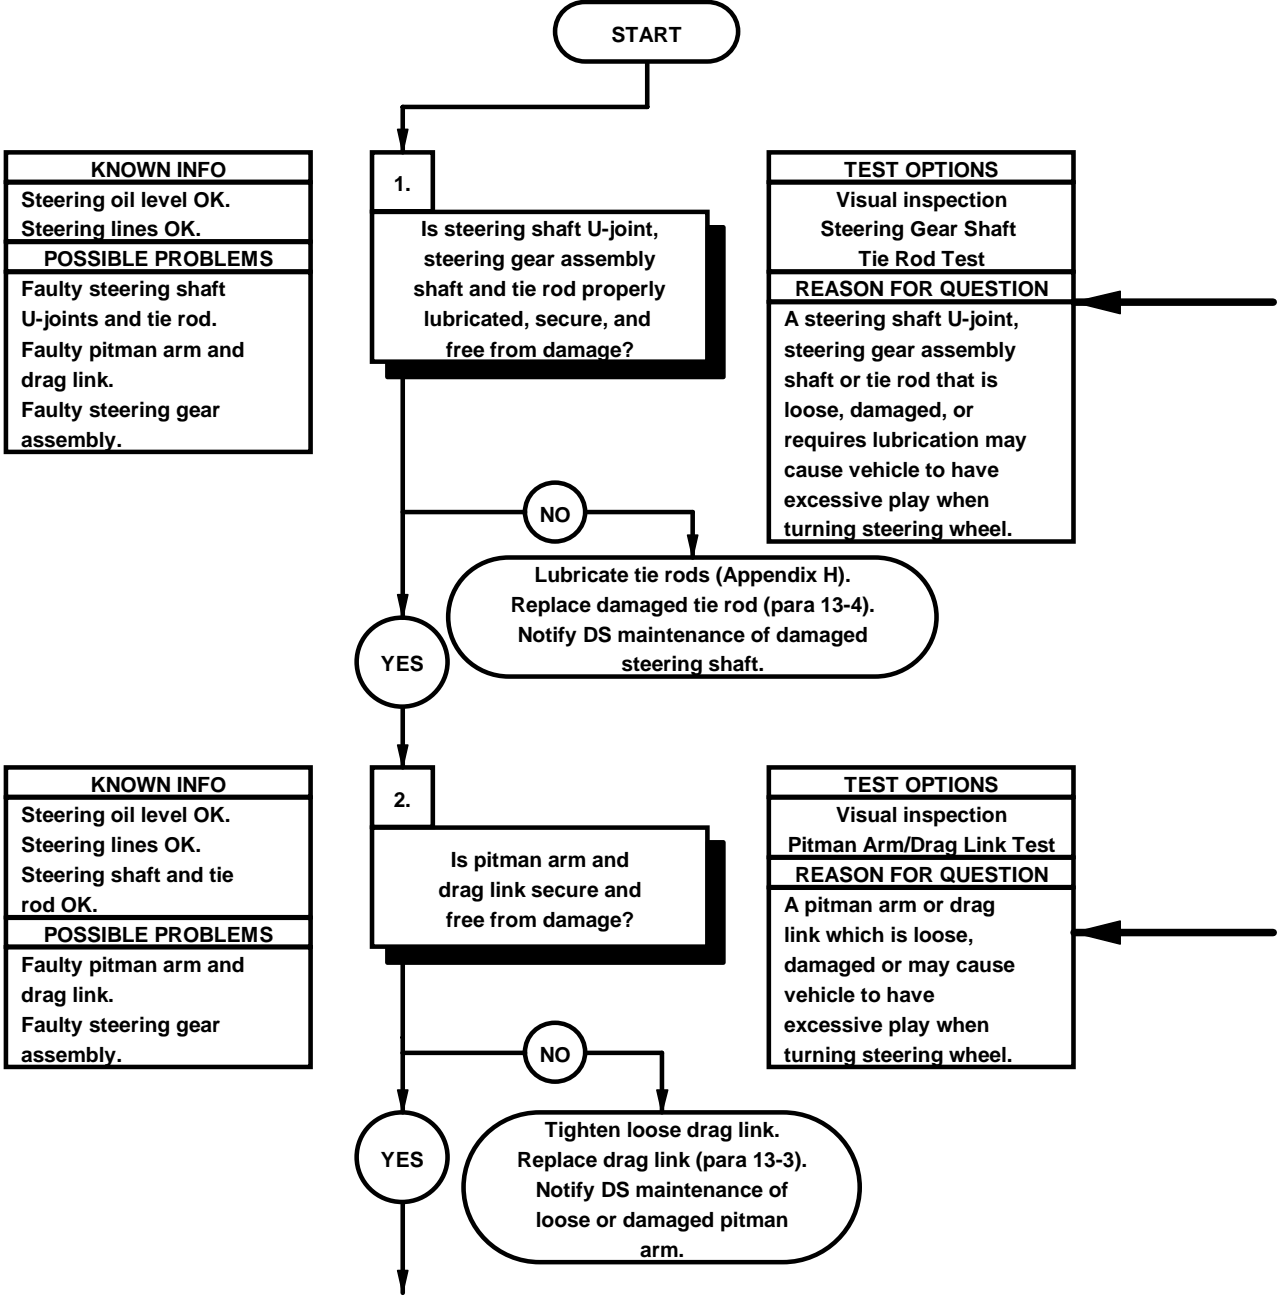 START
KNOWN INFO
Steering oil level OK.
Steering lines OK.
POSSIBLE PROBLEMS
Faulty steering shaft
U-joints and tie rod.
Faulty pitman arm and
drag link.
Faulty steering gear
assembly.
1.
Is steering shaft U-joint,
steering gear assembly
shaft and tie rod properly
lubricated, secure, and
free from damage?
TEST OPTIONS
Visual inspection
Steering Gear Shaft
Tie Rod Test
REASON FOR QUESTION
A steering shaft U-joint,
steering gear assembly
shaft or tie rod that is
loose, damaged, or
requires lubrication may
cause vehicle to have
excessive play when
turning steering wheel.
NO
Lubricate tie rods (Appendix H).
Replace damaged tie rod (para 13-4).
Notify DS maintenance of damaged
steering shaft.
YES
KNOWN INFO
Steering oil level OK.
Steering lines OK.
Steering shaft and tie
rod OK.
POSSIBLE PROBLEMS
Faulty pitman arm and
drag link.
Faulty steering gear
assembly.
2.
Is pitman arm and
drag link secure and
free from damage?
TEST OPTIONS
Visual inspection
Pitman Arm/Drag Link Test
REASON FOR QUESTION
A pitman arm or drag
link which is loose,
damaged or may cause
vehicle to have
excessive play when
turning steering wheel.
NO
Tighten loose drag link.
Replace drag link (para 13-3).
Notify DS maintenance of
loose or damaged pitman
arm.
YES